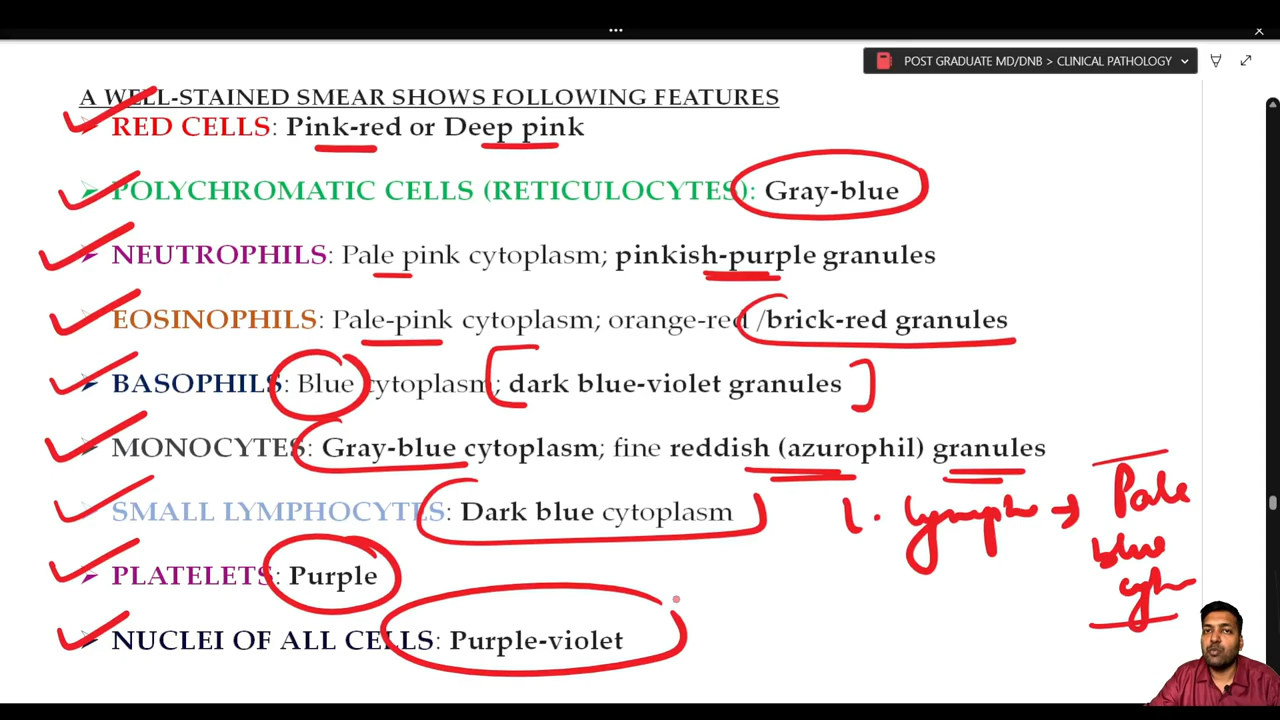 POST GRADUATE MD/DNB > CLINICAL PATHOLOGY
A WELL-STAINED SMEAR SHOWS FOLLOWING FEATURES
RED CELLS: Pink-red or Deep pink
POLYCHROMATIC CELLS (RETICULOCYTES): Gray-blue
NEUTROPHILS: Pale pink cytoplasm; pinkish-purple granules
EOSINOPHILS: Pale-pink cytoplasm; orange-red /brick-red granules
BASOPHILS: Blue cytoplasm; dark blue-violet granules
MONOCYTES: Gray-blue cytoplasm; fine reddish (azurophil) granules
SMALL LYMPHOCYTES: Dark blue cytoplasm
l. lympho → Pale
blue
PLATELETS: Purple
NUCLEI OF ALL CELLS: Purple-violet